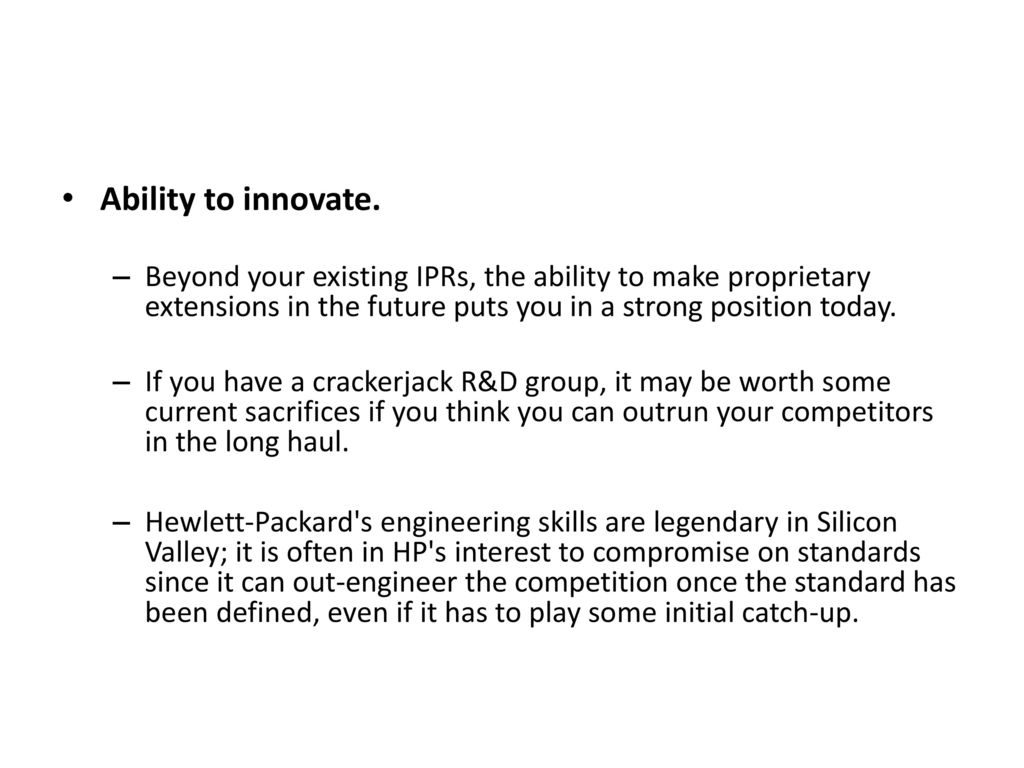 • Ability to innovate.
– Beyond your existing IPRs, the ability to make proprietary
extensions in the future puts you in a strong position today.
– If you have a crackerjack R&D group, it may be worth some
current sacrifices if you think you can outrun your competitors
in the long haul.
– Hewlett-Packard's engineering skills are legendary in Silicon
Valley; it is often in HP's interest to compromise on standards
since it can out-engineer the competition once the standard has
been defined, even if it has to play some initial catch-up.